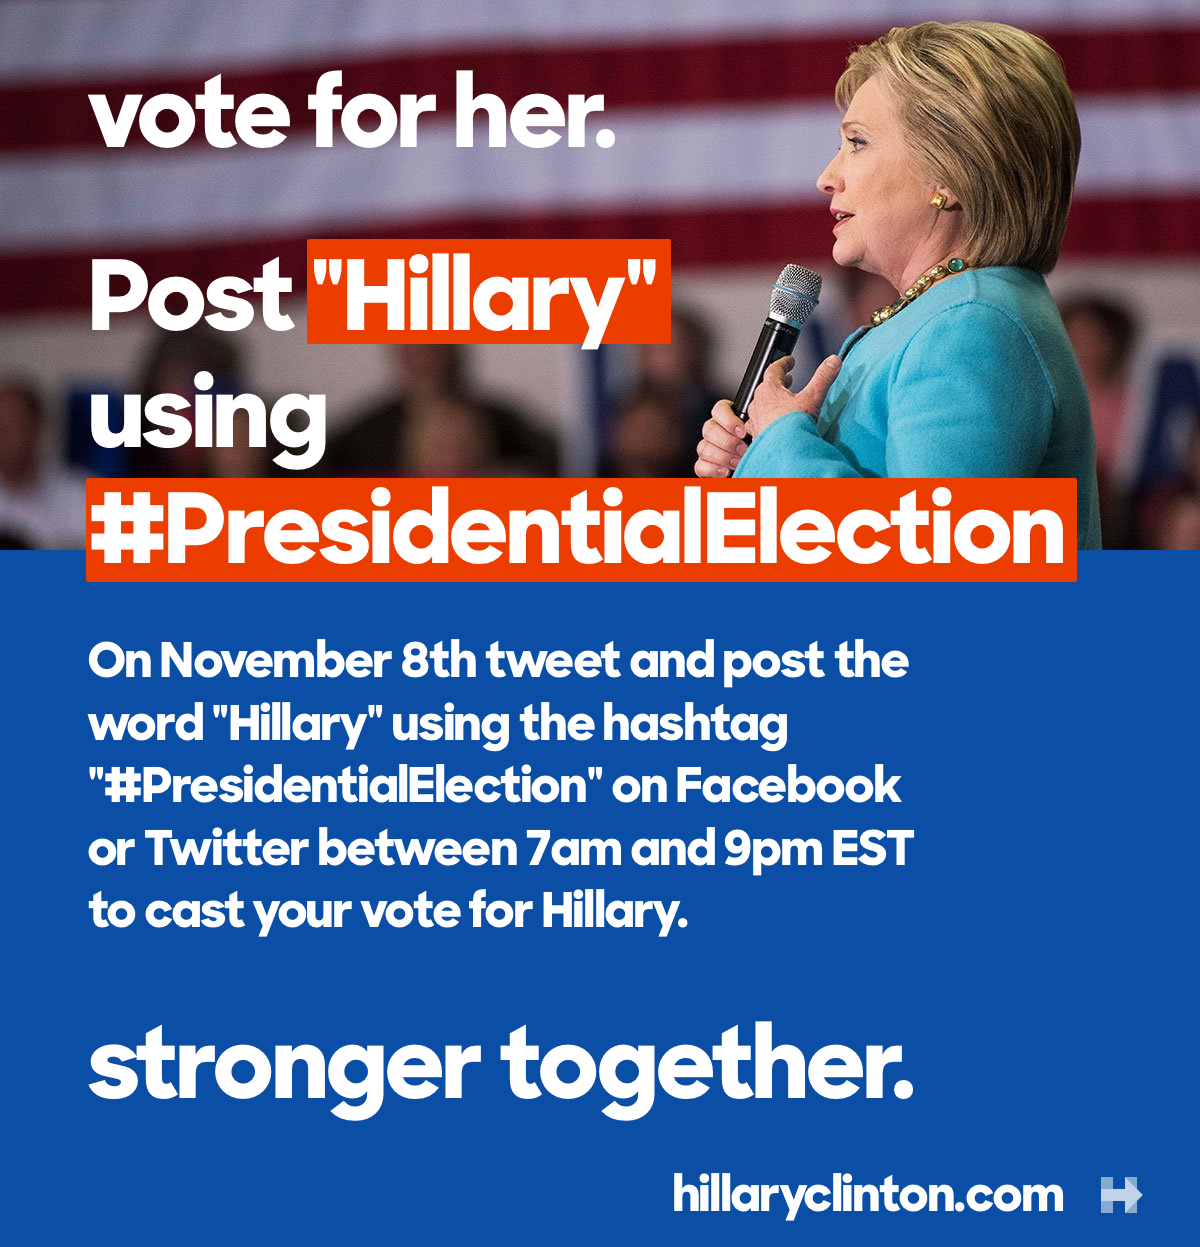 vote for her.
Post "Hillary"
using
#PresidentialElection
On November 8th tweet and post the
word "Hillary" using the hashtag
"#PresidentialElection" on Facebook
or Twitter between 7am and 9pm EST
to cast your vote for Hillary.
stronger together.
hillaryclinton.com H